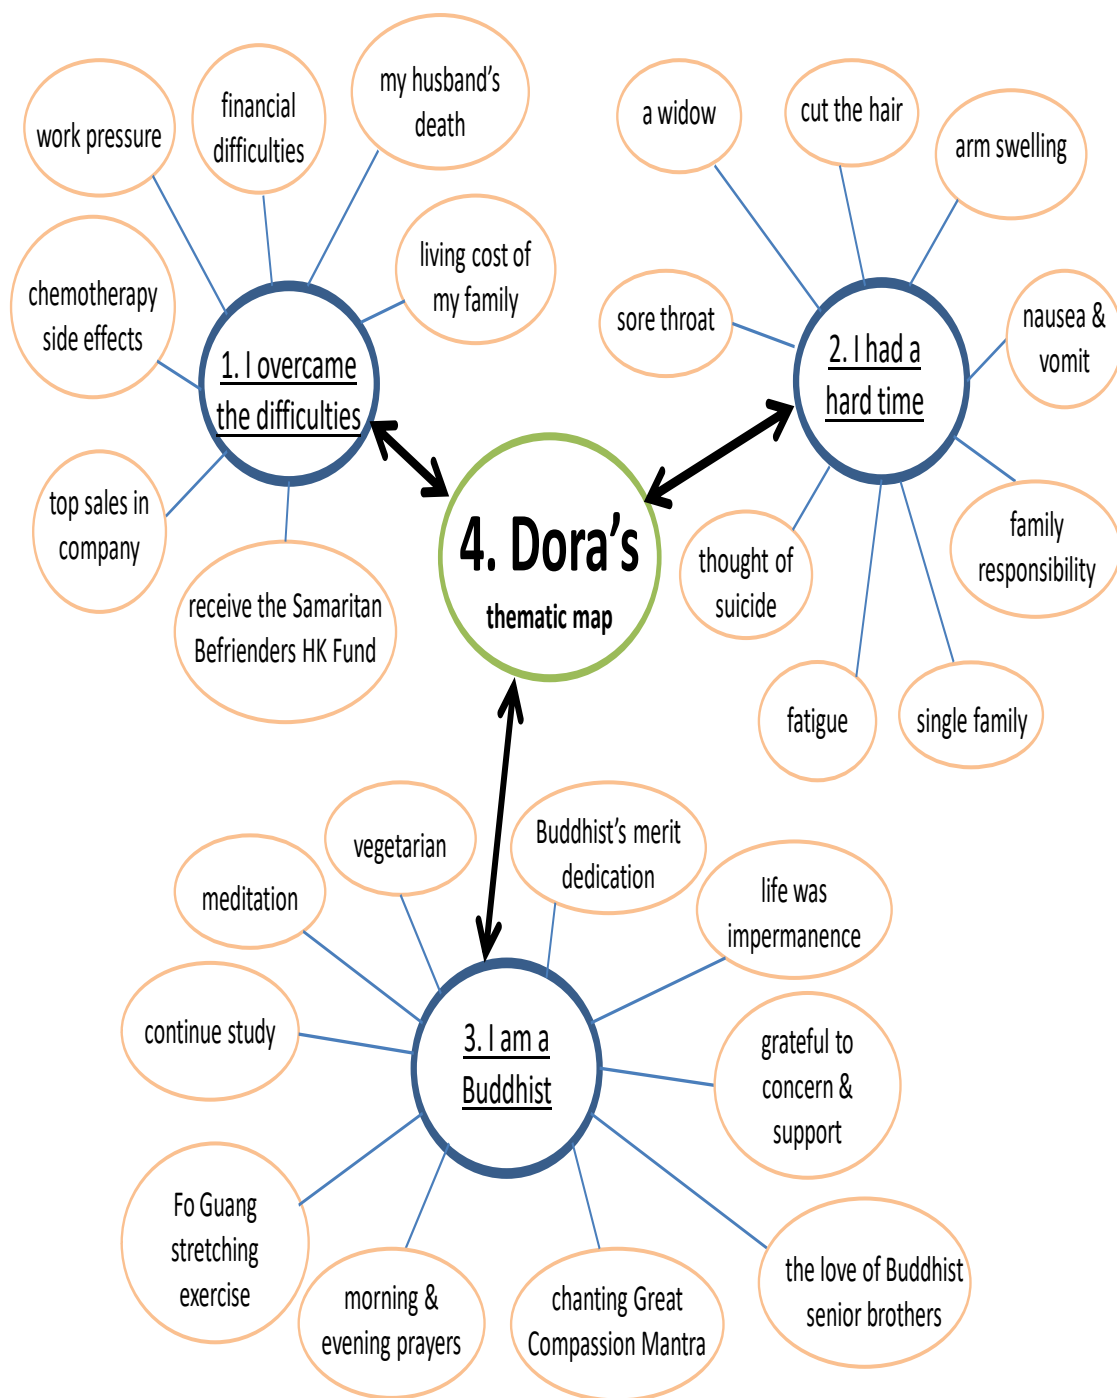 work pressure
financial
difficulties
my husband's
death
living cost of
my family
chemotherapy
side effects
1. I overcame
the difficulties
top sales in
company
receive the Samaritan
Befrienders HK Fund
a widow
cut the hair
arm swelling
sore throat
2. I had a
hard time
nausea &
vomit
family
responsibility
thought of
suicide
fatigue
single family
4. Dora's
thematic map
vegetarian
Buddhist's merit
dedication
meditation
life was
impermanence
continue study
3. I am a
Buddhist
grateful to
concern &
support
Fo Guang
stretching
exercise
morning &
evening prayers
chanting Great
Compassion Mantra
the love of Buddhist
senior brothers